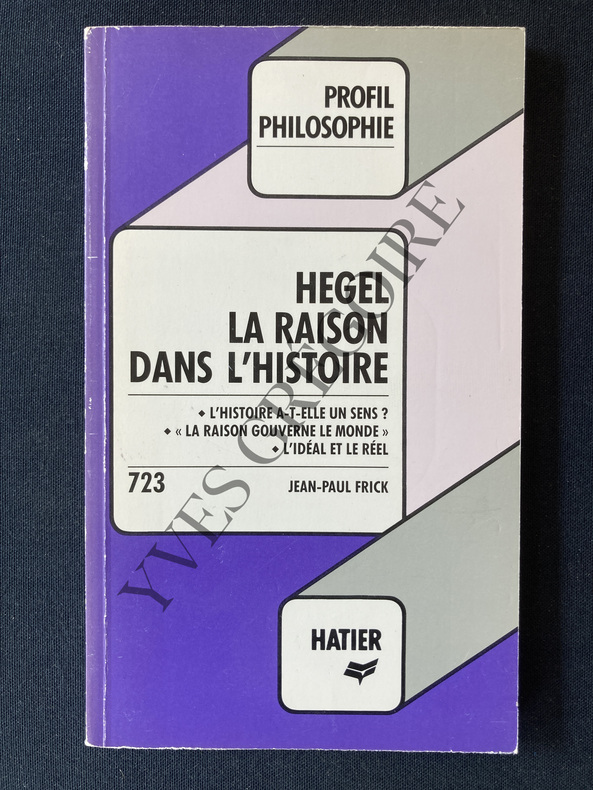 PROFIL
PHILOSOPHIE
HEGEL
LA RAISON
DANS L'HISTOIRE
◆ L'HISTOIRE A-T-ELLE UN SENS ?
◆ « LA RAISON GOUVERNE LE MONDE »
◆ L'IDÉAL ET LE RÉEL
723 JEAN-PAUL FRICK
HATIER
YVES GRÉGOIRE